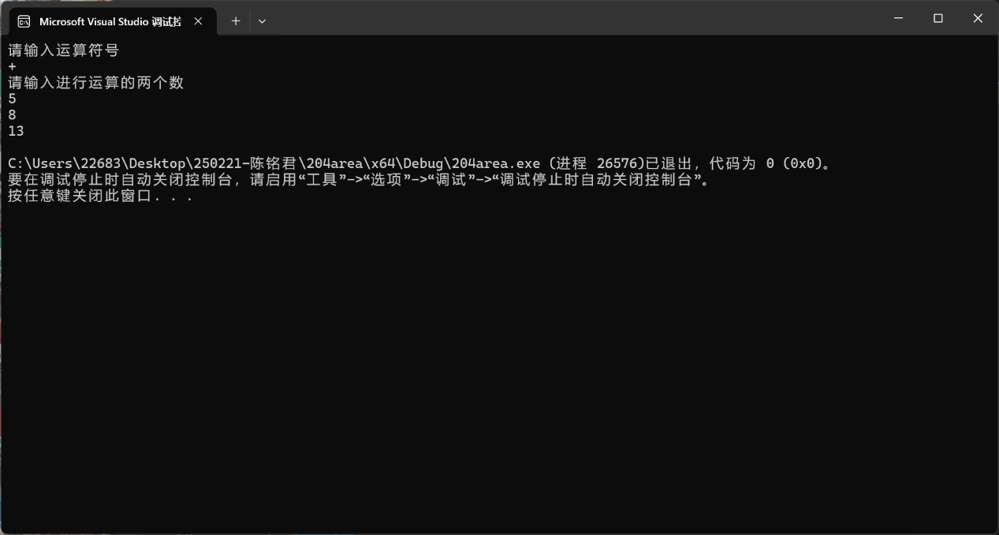 Microsoft Visual Studio 调试控
请输入运算符号
+
请输入进行运算的两个数
5
8
13
C:\Users\22683\Desktop\250221-陈铭君\204area\x64\Debug\204area.exe (进程 26576)已退出，代码为 0 (0x0)。
要在调试停止时自动关闭控制台，请启用“工具”->“选项”->“调试”->“调试停止时自动关闭控制台”。
按任意键关闭此窗口. . .